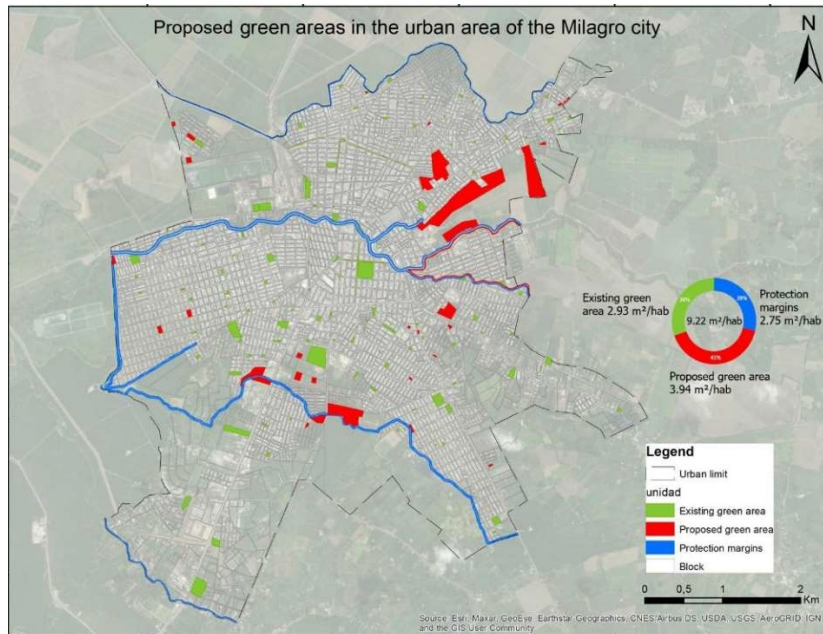 Proposed green areas in the urban area of the Milagro city
N
Existing green
area 2.93 m²/hab
9.22 m²/hab
Protection
margins
2.75 m²/hab
43%
Proposed green area
3.94 m²/hab
Legend
Urban limit
unidad
Existing green area
Proposed green area
Protection margins
Block
0 0,5 1 2
Km
Source: Esri, Maxar, GeoEye, Earthstar Geographics, CNES/Airbus DS, USDA, USGS, AeroGRID, IGN,
and the GIS User Community